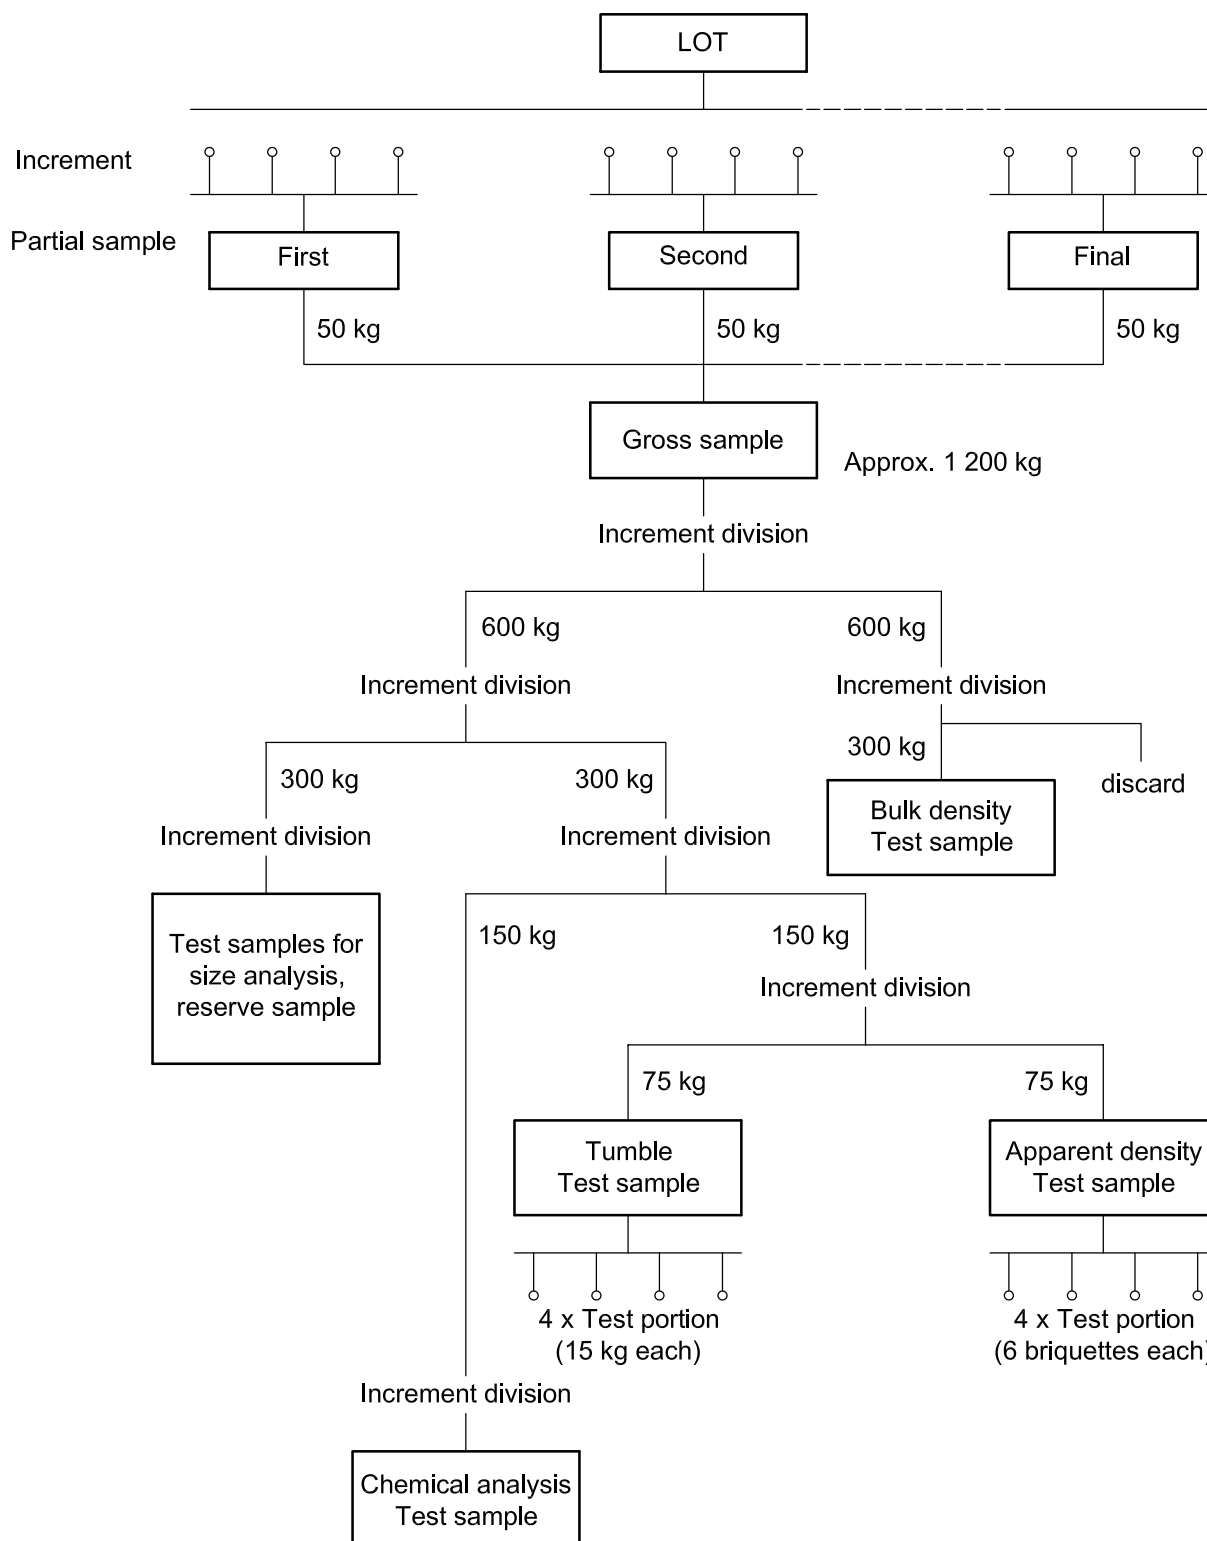 LOT
Increment
Partial sample
First
Second
Final
50 kg
50 kg
50 kg
Gross sample
Approx. 1 200 kg
Increment division
600 kg
600 kg
Increment division
Increment division
300 kg
300 kg
300 kg
discard
Bulk density
Test sample
Increment division
Increment division
Test samples for
size analysis,
reserve sample
150 kg
150 kg
Increment division
75 kg
75 kg
Tumble
Test sample
Apparent density
Test sample
4 x Test portion
(15 kg each)
4 x Test portion
(6 briquettes each)
Increment division
Chemical analysis
Test sample